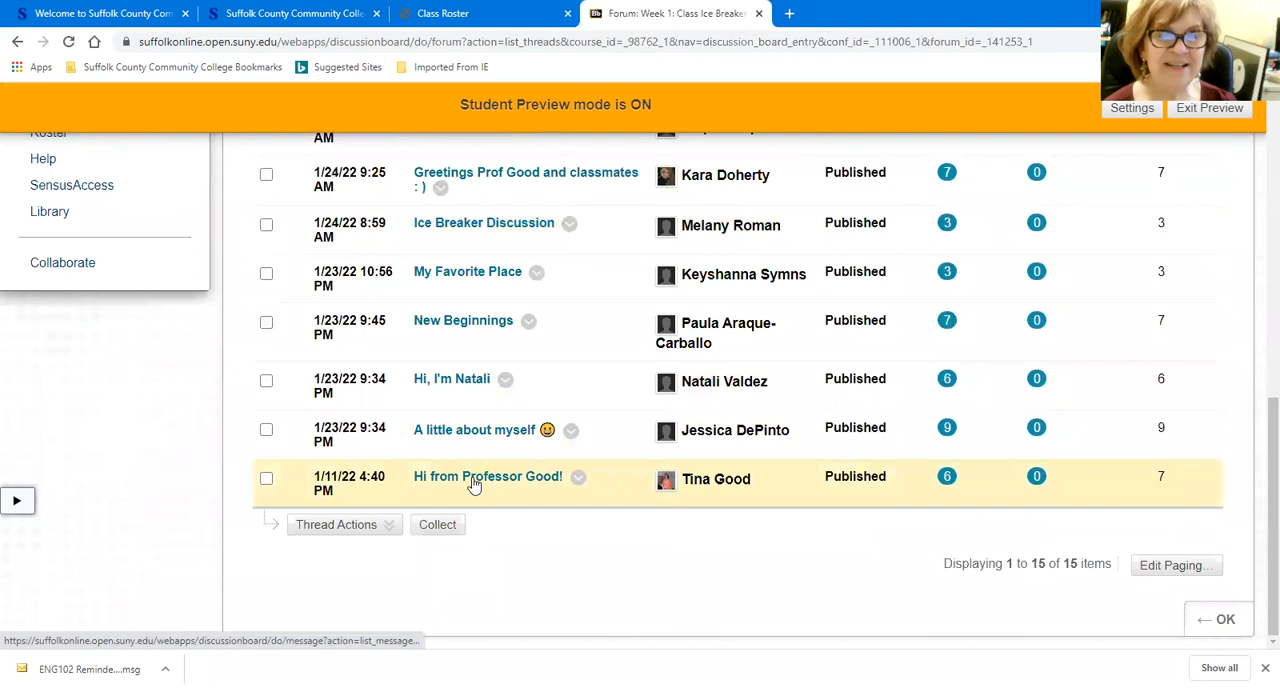 Welcome to Suffolk County Com
Suffolk County Community Colle
Class Roster
Bb Forum: Week 1: Class Ice Breaker
suffolkonline.open.suny.edu/webapps/discussionboard/do/forum?action=list_threads&course_id=_98762_1&nav=discussion_board_entry&conf_id=_111006_1&forum_id=_141253_1
Apps Suffolk County Community College Bookmarks Suggested Sites Imported From IE
Student Preview mode is ON
Settings Exit Preview
Roster
Help
SensusAccess
Library
Collaborate
AM
1/24/22 9:25 AM Greetings Prof Good and classmates : ) Kara Doherty Published 7 0 7
1/24/22 8:59 AM Ice Breaker Discussion Melany Roman Published 3 0 3
1/23/22 10:56 PM My Favorite Place Keyshanna Symns Published 3 0 3
1/23/22 9:45 PM New Beginnings Paula Araque-Carballo Published 7 0 7
1/23/22 9:34 PM Hi, I'm Natali Natali Valdez Published 6 0 6
1/23/22 9:34 PM A little about myself 😀 Jessica DePinto Published 9 0 9
1/11/22 4:40 PM Hi from Professor Good! Tina Good Published 6 0 7
Thread Actions Collect
Displaying 1 to 15 of 15 items Edit Paging...
← OK
https://suffolkonline.open.suny.edu/webapps/discussionboard/do/message?action=list_message...
ENG102 Reminde....msg
Show all